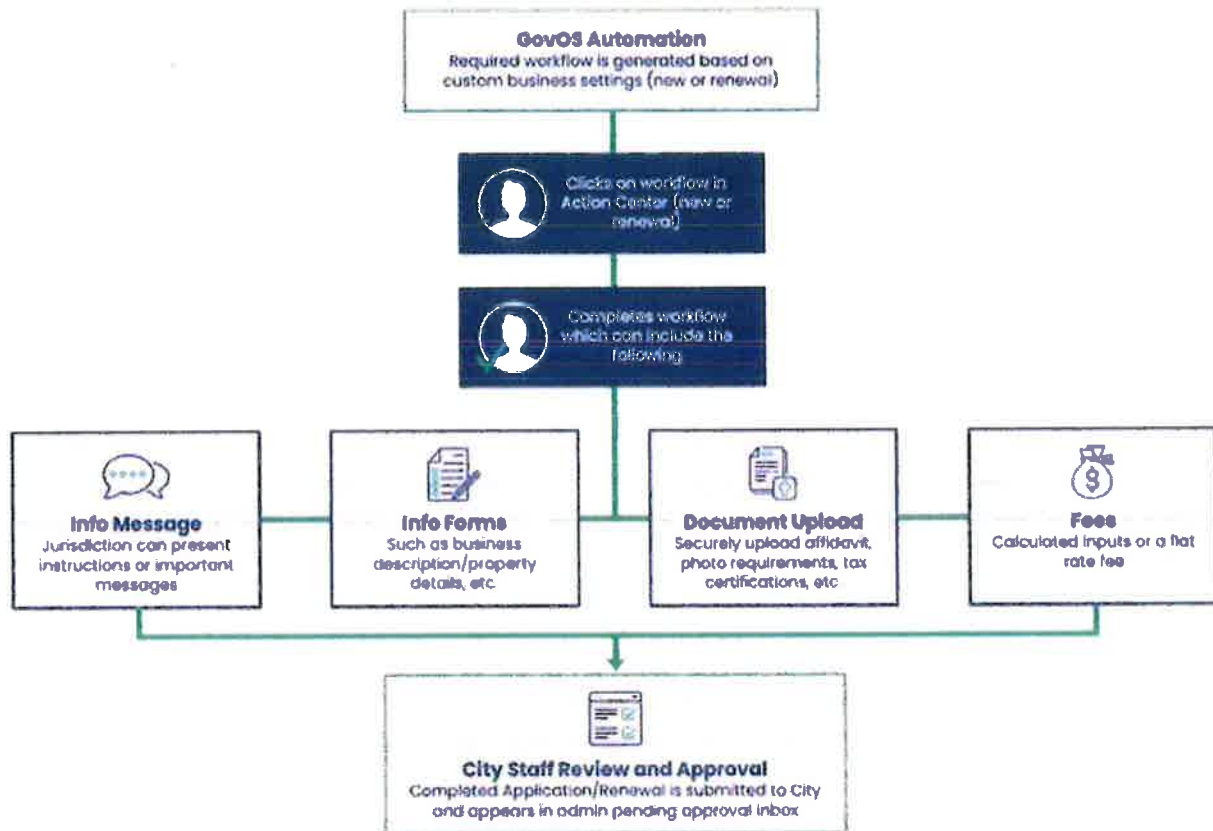 GovOS Automation
Required workflow is generated based on
custom business settings (new or renewal)
Clicks on workflow in
Action Center (new or
renewal)
Completes workflow
which can include the
following
Info Message
Jurisdiction can present
instructions or important
messages
Info Forms
Such as business
description/property
details, etc
Document Upload
Securely upload affidavit,
photo requirements, tax
certifications, etc
Fees
Calculated inputs or a flat
rate fee
$
City Staff Review and Approval
Completed Application/Renewal is submitted to City
and appears in admin pending approval inbox